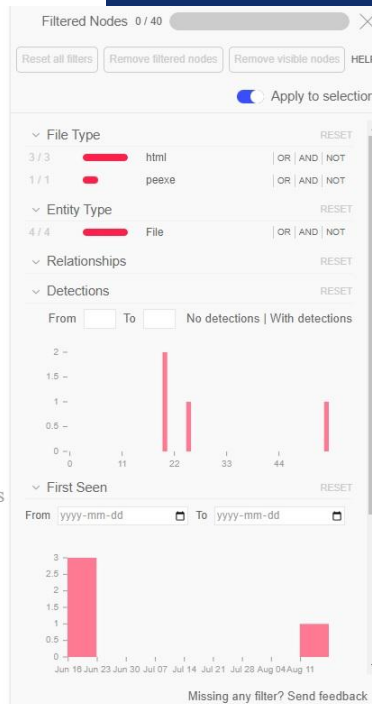 Filtered Nodes 0 / 40
Reset all filters Remove filtered nodes Remove visible nodes HELP
Apply to selection
File Type RESET
3 / 3 html OR AND NOT
1 / 1 peexe OR AND NOT
Entity Type RESET
4 / 4 File OR AND NOT
Relationships RESET
Detections RESET
From To No detections | With detections
2
1.5
1
0.5
0
0 11 22 33 44
s
First Seen RESET
From yyyy-mm-dd To yyyy-mm-dd
3
2.5
2
1.5
1
0.5
0
Jun 16 Jun 23 Jun 30 Jul 07 Jul 14 Jul 21 Jul 28 Aug 04 Aug 11
Missing any filter? Send feedback